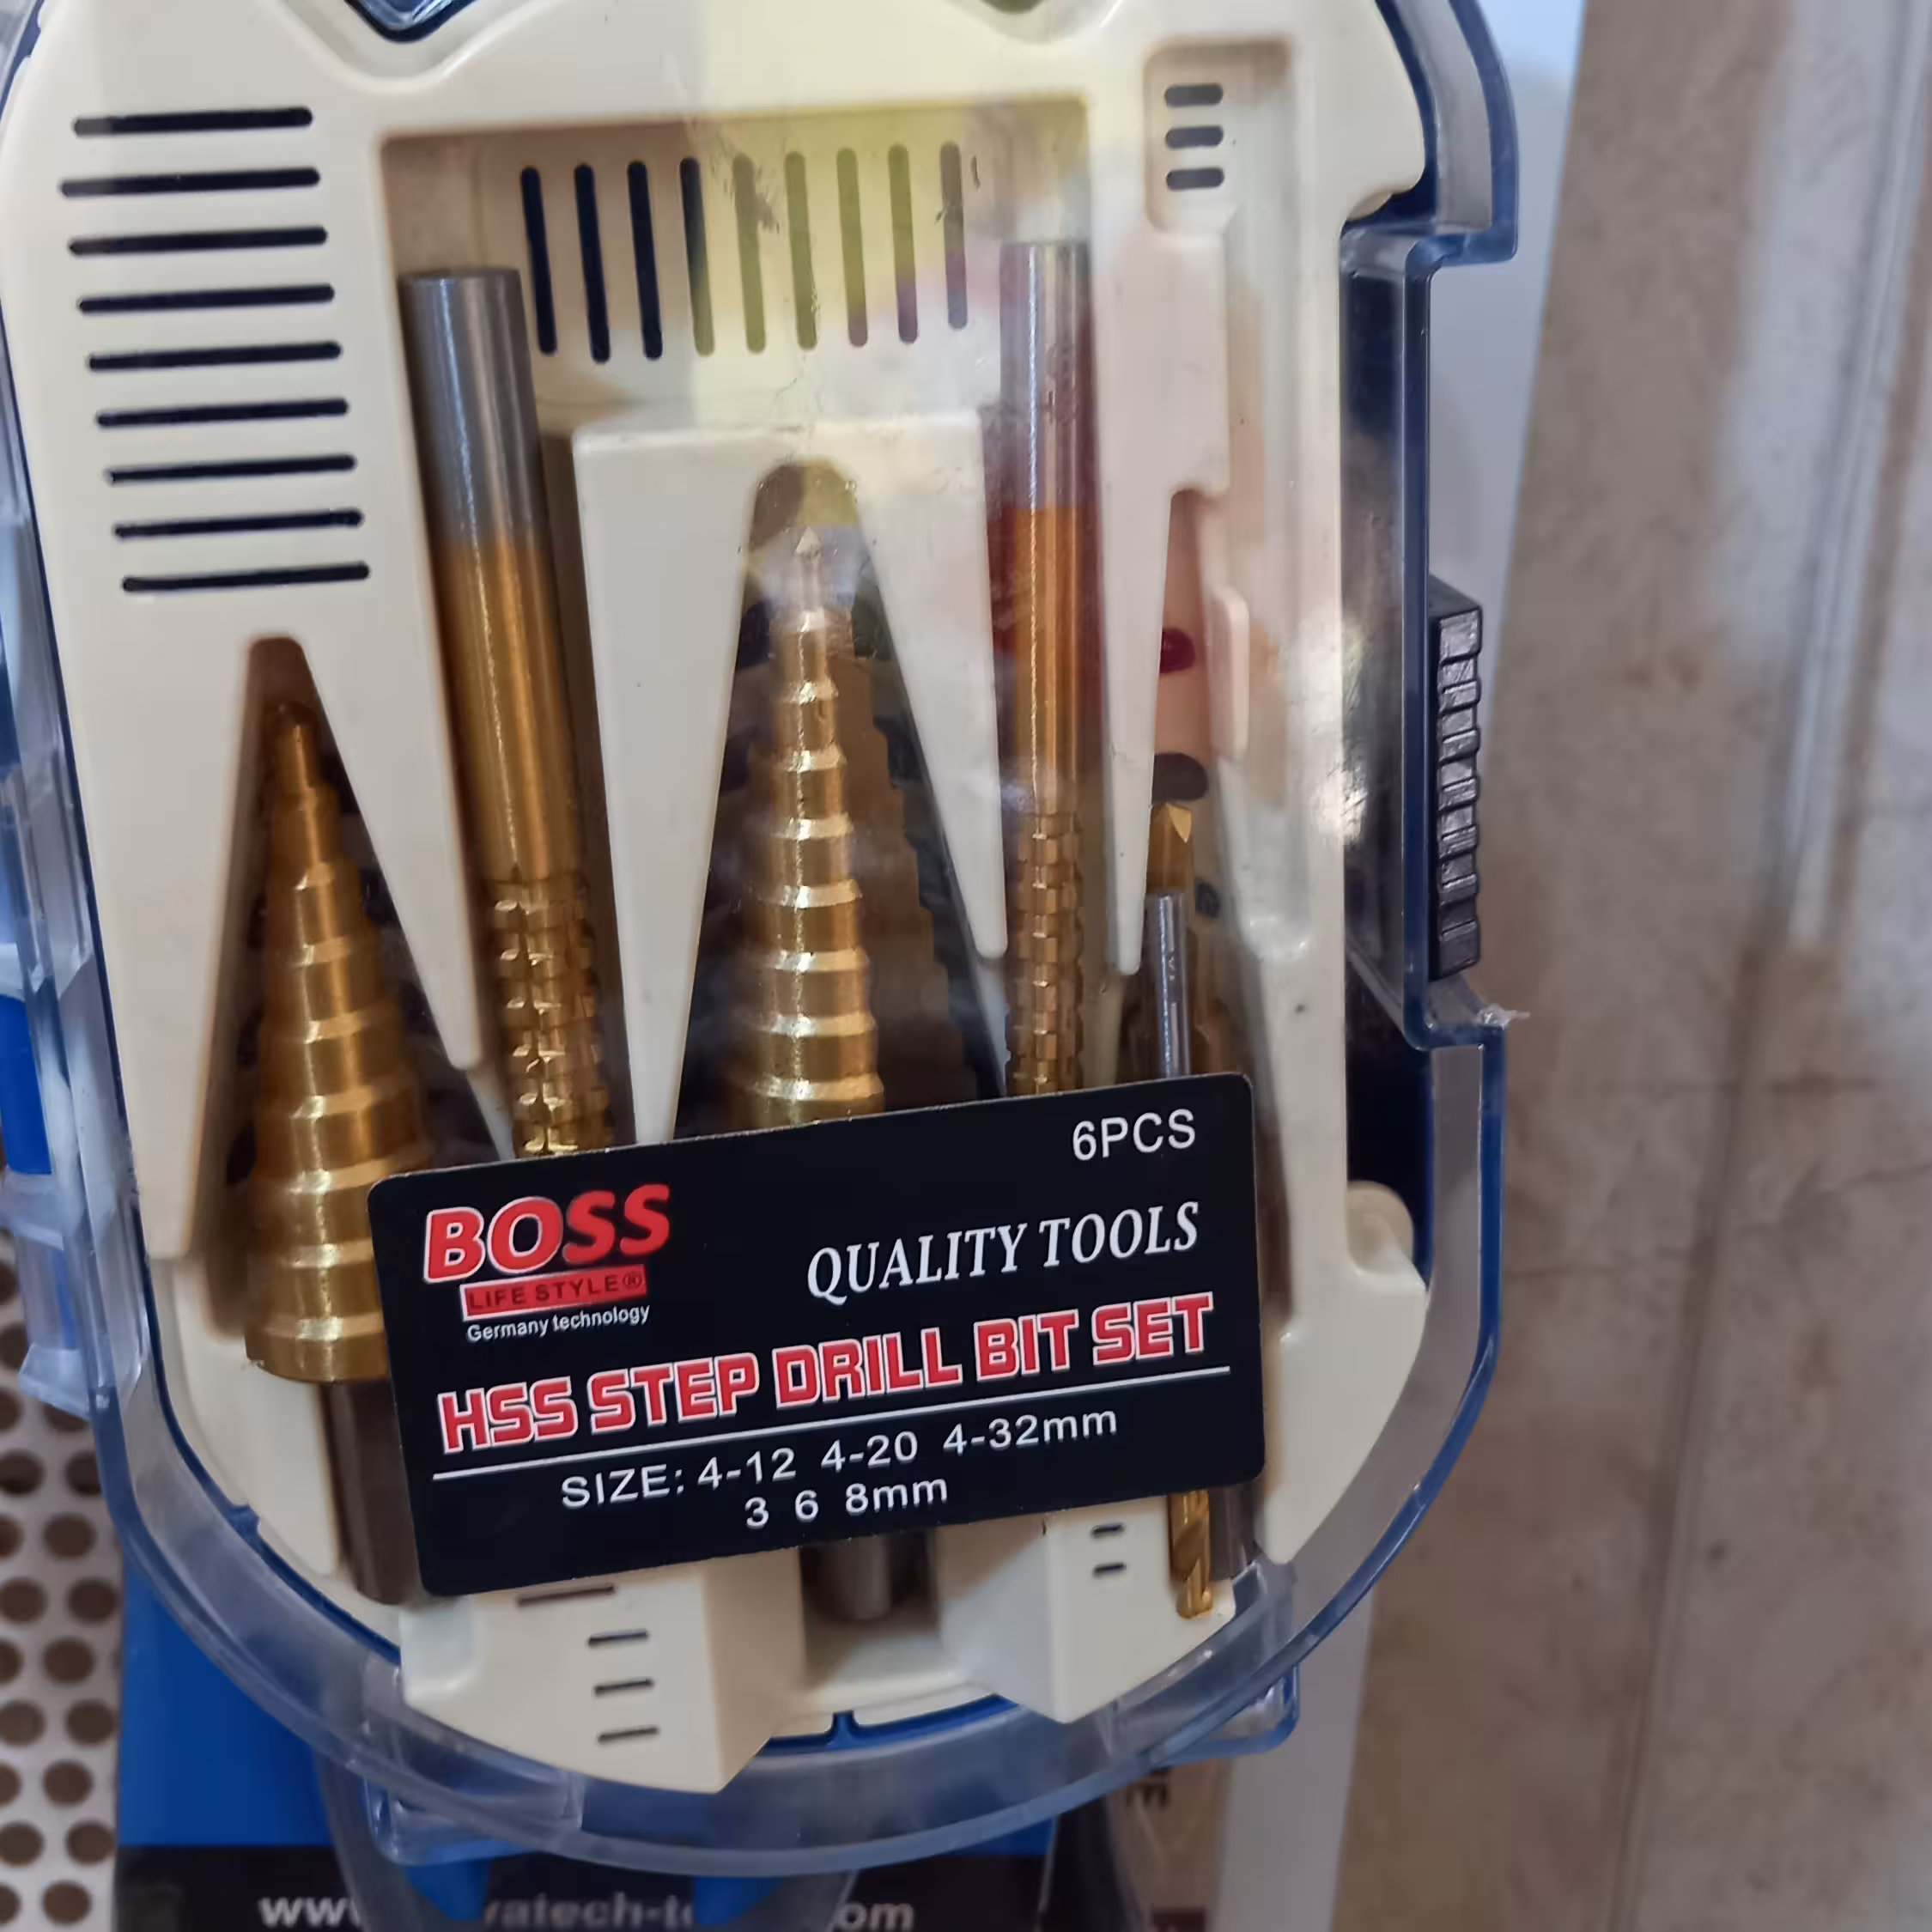 6PCS
BOSS
LIFE STYLE®
Germany technology
QUALITY TOOLS
HSS STEP DRILL BIT SET
SIZE: 4-12 4-20 4-32mm
3 6 8mm